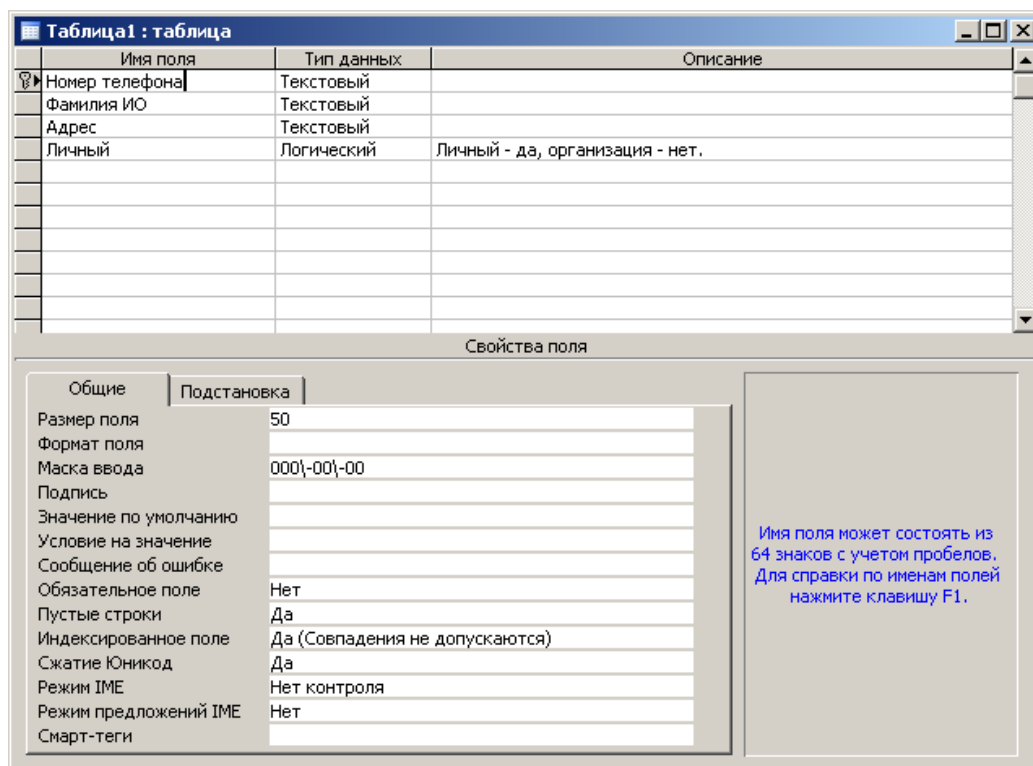 Таблица1 : таблица
Имя поля Тип данных Описание
Номер телефона Текстовый
Фамилия ИО Текстовый
Адрес Текстовый
Личный Логический Личный - да, организация - нет.
Свойства поля
Общие Подстановка
Размер поля 50
Формат поля
Маска ввода 000\-00\-00
Подпись
Значение по умолчанию
Условие на значение
Сообщение об ошибке
Обязательное поле Нет
Пустые строки Да
Индексированное поле Да (Совпадения не допускаются)
Сжатие Юникод Да
Режим IME Нет контроля
Режим предложений IME Нет
Смарт-теги
Имя поля может состоять из
64 знаков с учетом пробелов.
Для справки по именам полей
нажмите клавишу F1.